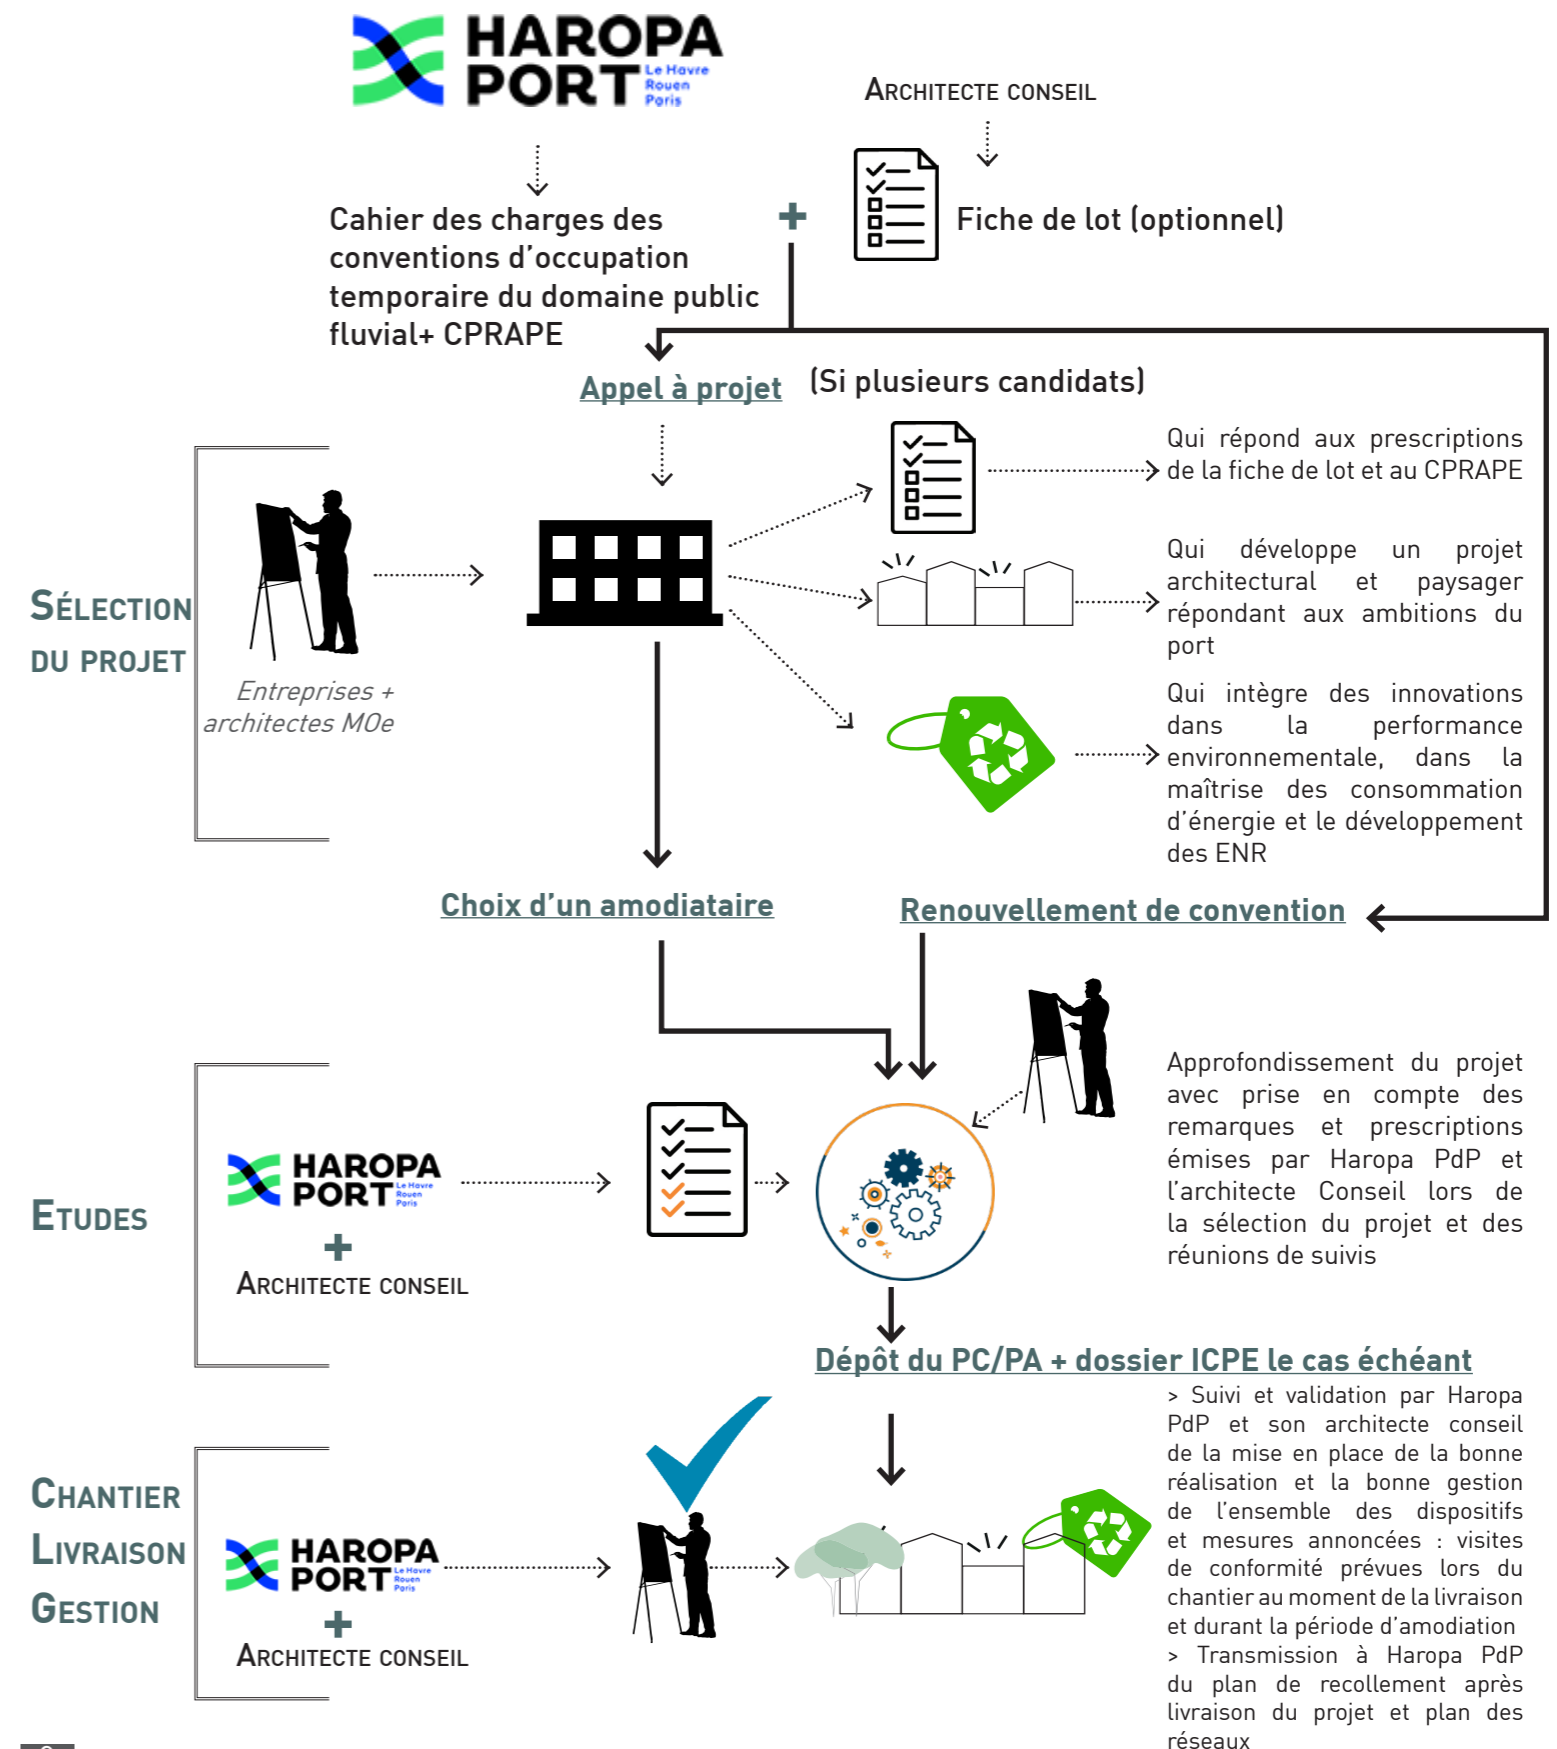 HAROPA
PORT
Le Havre
Rouen
Paris
ARCHITECTE CONSEIL
Cahier des charges des
conventions d’occupation
temporaire du domaine public
fluvial+ CPRAPE
+
Fiche de lot (optionnel)
Appel à projet
(Si plusieurs candidats)
SÉLECTION
DU PROJET
Entreprises +
architectes MOe
Qui répond aux prescriptions
de la fiche de lot et au CPRAPE
Qui développe un projet
architectural et paysager
répondant aux ambitions du
port
Qui intègre des innovations
dans la performance
environnementale, dans la
maîtrise des consommation
d’énergie et le développement
des ENR
Choix d’un amodiataire
Renouvellement de convention
ETUDES
HAROPA
PORT
Le Havre
Rouen
Paris
+
ARCHITECTE CONSEIL
Approfondissement du projet
avec prise en compte des
remarques et prescriptions
émises par Haropa PdP et
l’architecte Conseil lors de
la sélection du projet et des
réunions de suivis
Dépôt du PC/PA + dossier ICPE le cas échéant
CHANTIER
LIVRAISON
GESTION
HAROPA
PORT
Le Havre
Rouen
Paris
+
ARCHITECTE CONSEIL
> Suivi et validation par Haropa
PdP et son architecte conseil
de la mise en place de la bonne
réalisation et la bonne gestion
de l’ensemble des dispositifs
et mesures annoncées : visites
de conformité prévues lors du
chantier au moment de la livraison
et durant la période d’amodiation
> Transmission à Haropa PdP
du plan de recollement après
livraison du projet et plan des
réseaux